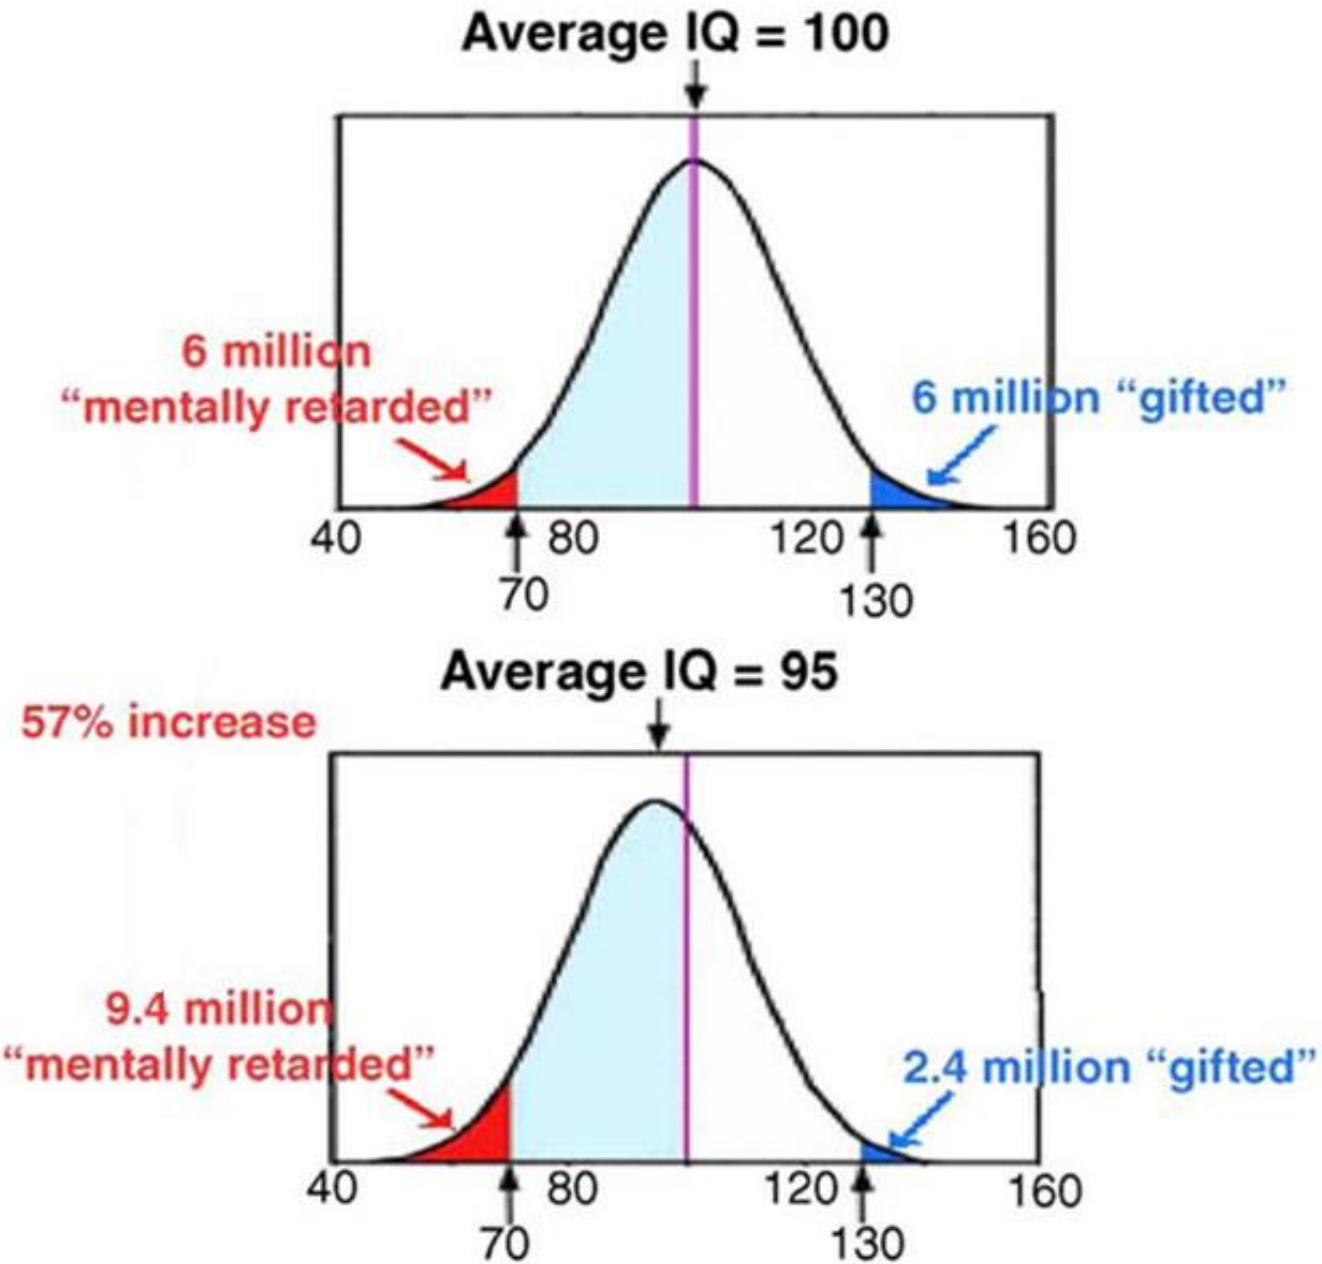 Average IQ = 100
6 million
“mentally retarded”
6 million “gifted”
40
80
120
160
70
130
Average IQ = 95
57% increase
9.4 million
“mentally retarded”
2.4 million “gifted”
40
80
120
160
70
130